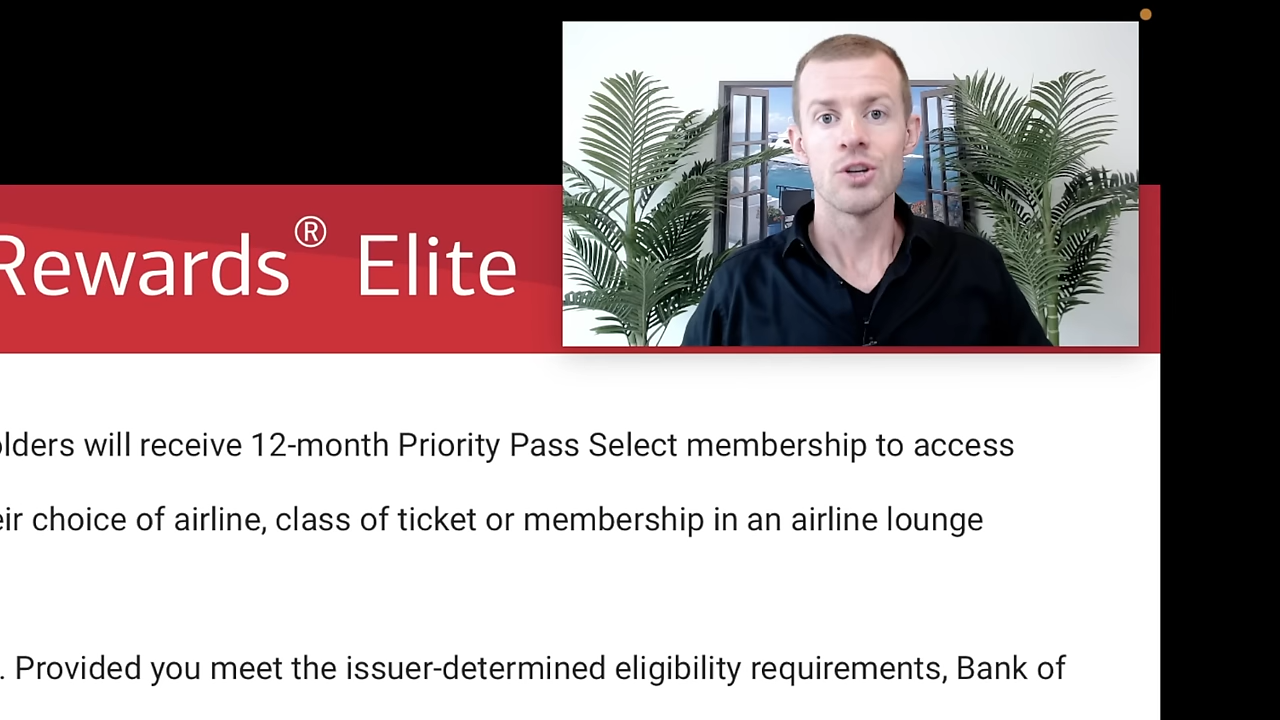 Rewards® Elite
olders will receive 12-month Priority Pass Select membership to access
eir choice of airline, class of ticket or membership in an airline lounge
. Provided you meet the issuer-determined eligibility requirements, Bank of